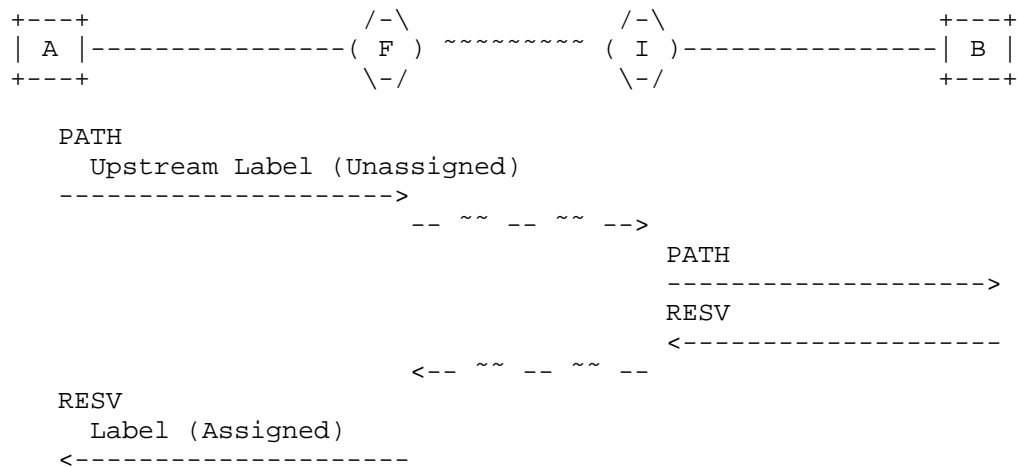 +---+                /-\              /-\                 +---+
| A |----------------( F ) ~~~~~~~~~ ( I )----------------| B |
+---+                \-/              \-/                 +---+
PATH
Upstream Label (Unassigned)
--------------------->
-- ~~ -- ~~ -->
PATH
-------------------->
RESV
<--------------------
<-- ~~ -- ~~ --
RESV
Label (Assigned)
<---------------------